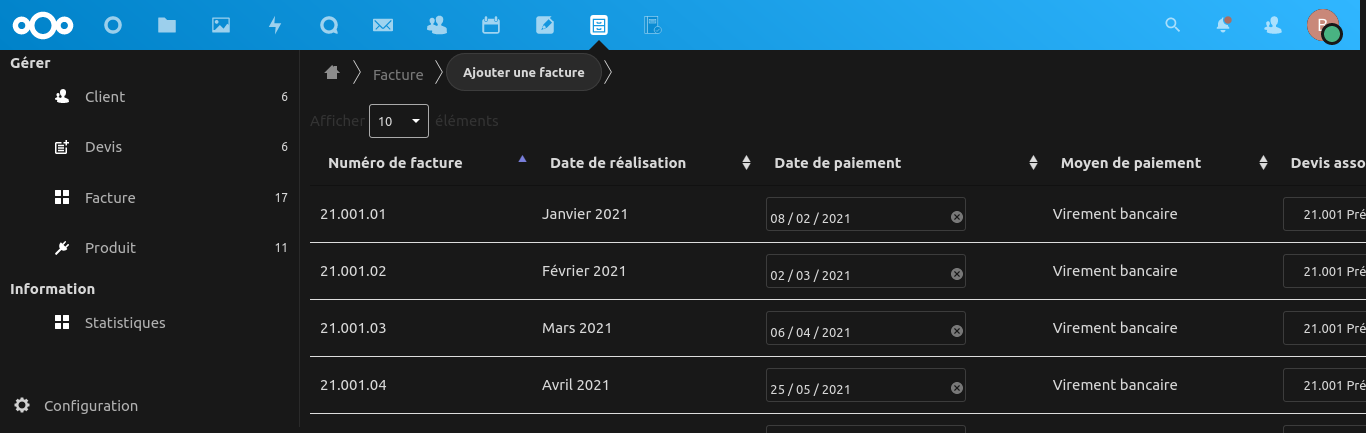 B
Gérer
Client 6
Devis 6
Facture 17
Produit 11
Information
Statistiques
Configuration
Facture Ajouter une facture
Afficher 10 éléments
Numéro de facture Date de réalisation Date de paiement Moyen de paiement Devis asso
21.001.01 Janvier 2021 08 / 02 / 2021 Virement bancaire 21.001 Pré
21.001.02 Février 2021 02 / 03 / 2021 Virement bancaire 21.001 Pré
21.001.03 Mars 2021 06 / 04 / 2021 Virement bancaire 21.001 Pré
21.001.04 Avril 2021 25 / 05 / 2021 Virement bancaire 21.001 Pré